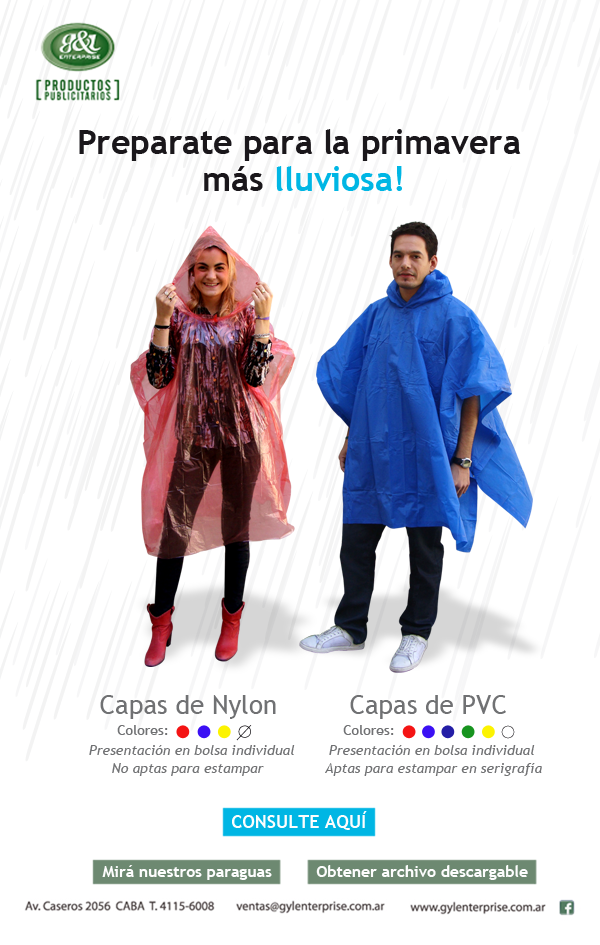 g&l
ENTERPRISE
[PRODUCTOS
PUBLICITARIOS]
Preparate para la primavera
más lluviosa!
Capas de Nylon
Colores:
Presentación en bolsa individual
No aptas para estampar
Capas de PVC
Colores:
Presentación en bolsa individual
Aptas para estampar en serigrafía
CONSULTE AQUÍ
Mirá nuestros paraguas
Obtener archivo descargable
Av. Caseros 2056 CABA T. 4115-6008
ventas@gylenterprise.com.ar
www.gylenterprise.com.ar
f